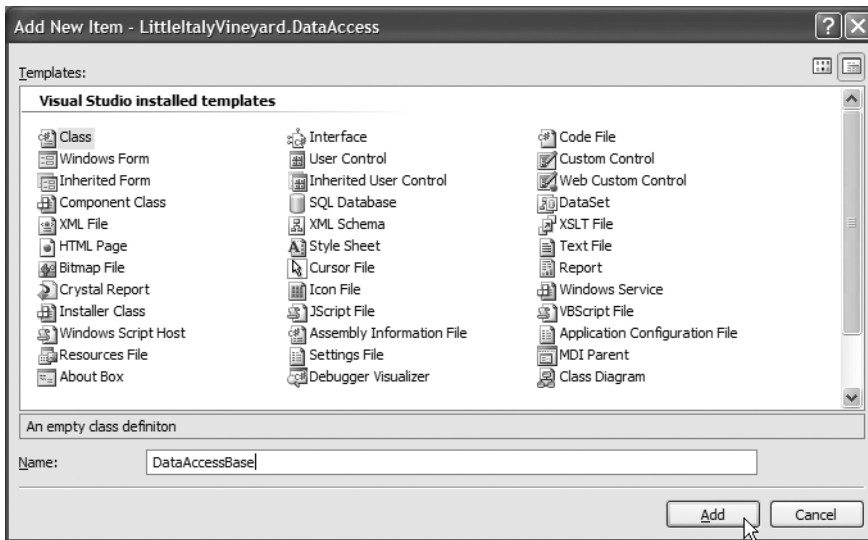 Add New Item - LittleItalyVineyard.DataAccess
Templates:
Visual Studio installed templates
Class
Interface
Code File
Windows Form
User Control
Custom Control
Inherited Form
Inherited User Control
Web Custom Control
Component Class
SQL Database
DataSet
XML File
XML Schema
XSLT File
HTML Page
Style Sheet
Text File
Bitmap File
Cursor File
Report
Crystal Report
Icon File
Windows Service
Installer Class
JScript File
VBScript File
Windows Script Host
Assembly Information File
Application Configuration File
Resources File
Settings File
MDI Parent
About Box
Debugger Visualizer
Class Diagram
An empty class definiton
Name: DataAccessBase
Add Cancel